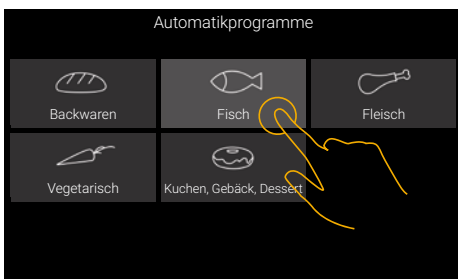 Automatikprogramme
Backwaren
Fisch
Fleisch
Vegetarisch
Kuchen, Gebäck, Dessert